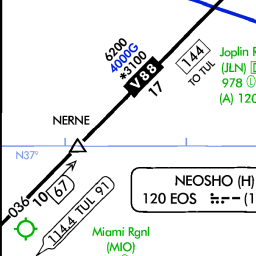 6200
4000G
*3100
V88
17
144
TO TUL
Joplin R
(JLN)
978
(A) 120
NERNE
N37°
036
10
67
114.4 TUL 91
NEOSHO (H)
120 EOS
(1
Miami Rgnl
(MIO)